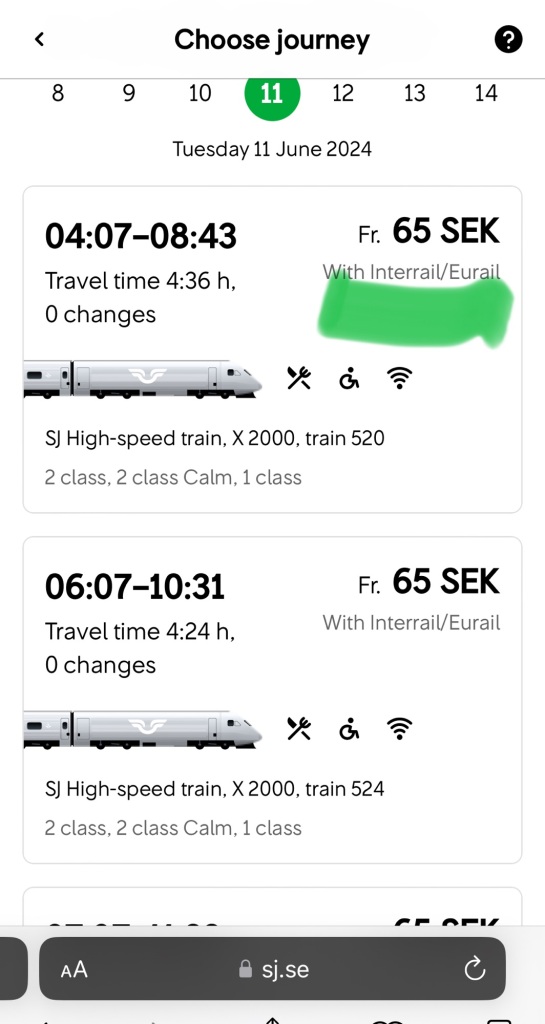 Choose journey
?
8 9 10 11 12 13 14
Tuesday 11 June 2024
04:07–08:43
Fr. 65 SEK
With Interrail/Eurail
Travel time 4:36 h,
0 changes
SJ High-speed train, X 2000, train 520
2 class, 2 class Calm, 1 class
06:07–10:31
Fr. 65 SEK
With Interrail/Eurail
Travel time 4:24 h,
0 changes
SJ High-speed train, X 2000, train 524
2 class, 2 class Calm, 1 class
65 SEK
AA
sj.se